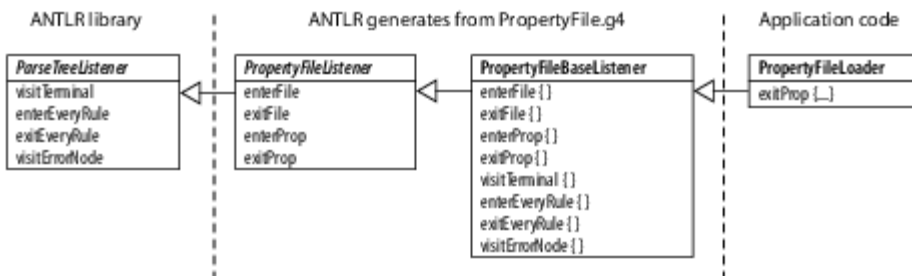 ANTLR library
ANTLR generates from PropertyFile.g4
Application code
ParseTreeListener
visitTerminal
enterEveryRule
exitEveryRule
visitErrorNode
PropertyFileListener
enterFile
exitFile
enterProp
exitProp
PropertyFileBaseListener
enterFile{ }
exitFile{ }
enterProp{ }
exitProp{ }
visitTerminal { }
enterEveryRule{ }
exitEveryRule{ }
visitErrorNode{ }
PropertyFileLoader
exitProp {...}